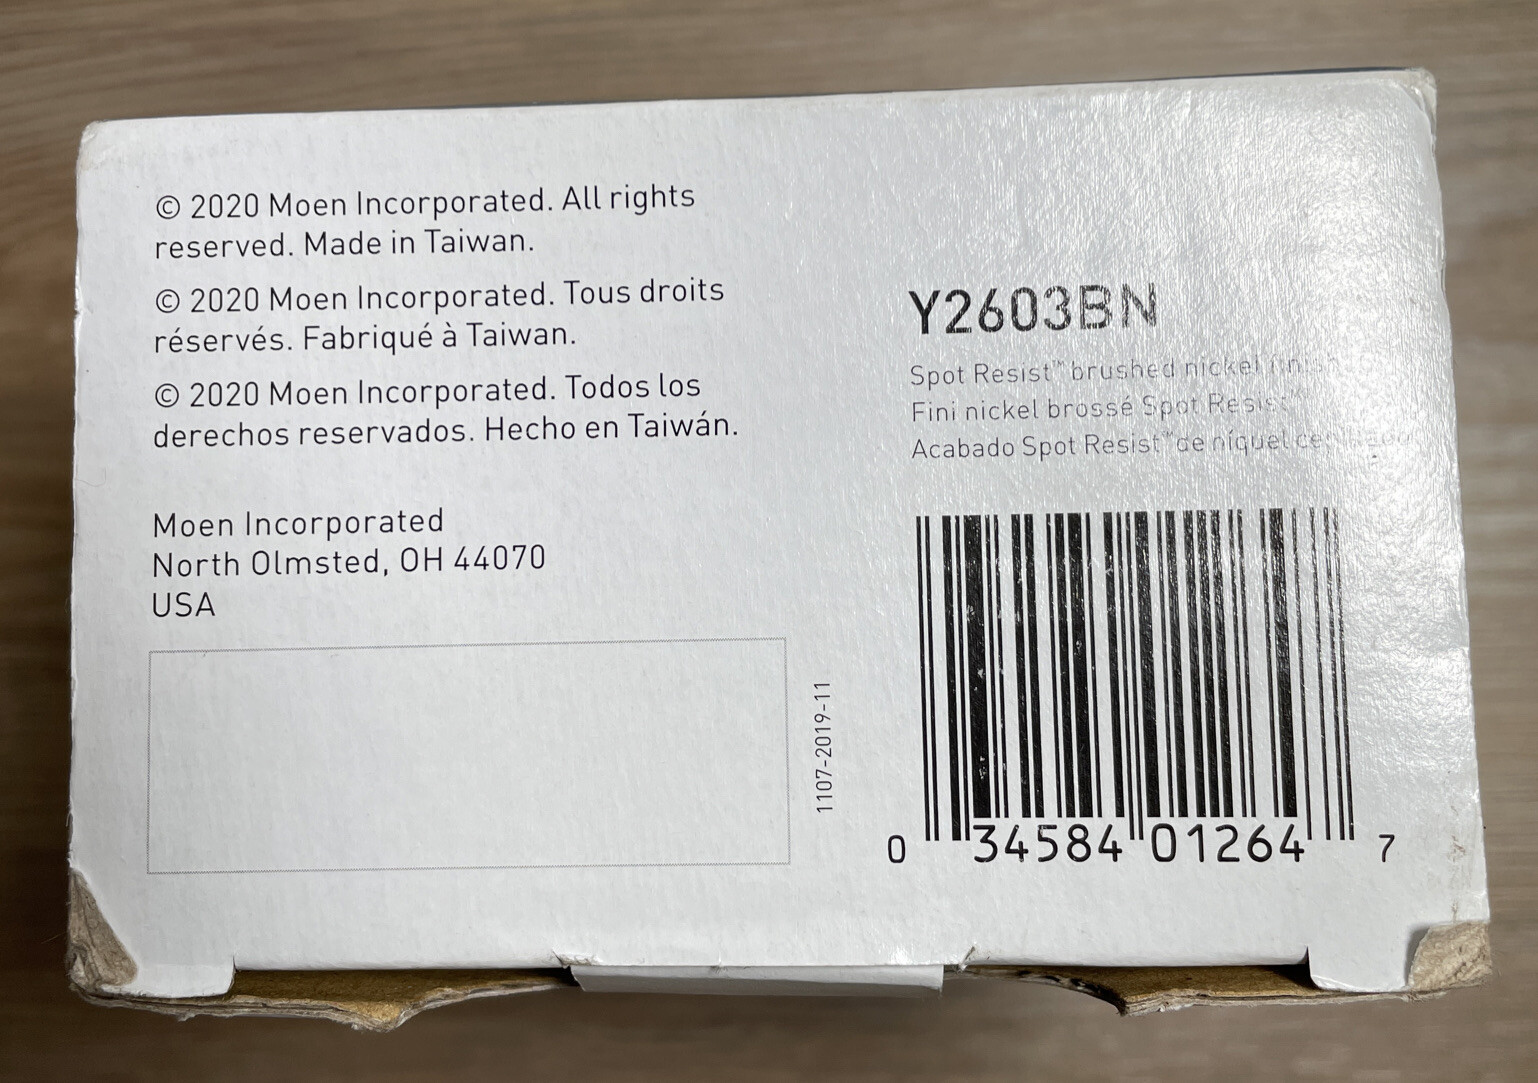 © 2020 Moen Incorporated. All rights
reserved. Made in Taiwan.
© 2020 Moen Incorporated. Tous droits
réservés. Fabriqué à Taiwan.
© 2020 Moen Incorporated. Todos los
derechos reservados. Hecho en Taiwán.
Moen Incorporated
North Olmsted, OH 44070
USA
1107-2019-11
Y2603BN
Spot Resist™ brushed nickel finish
Fini nickel brossé Spot Resist™
Acabado Spot Resist™ de níquel
0 34584 01264 7